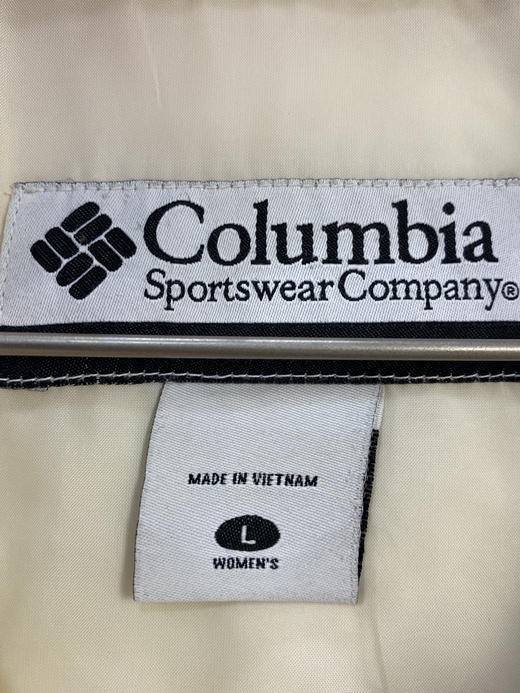 Columbia
Sportswear Company®
MADE IN VIETNAM
L
WOMEN'S